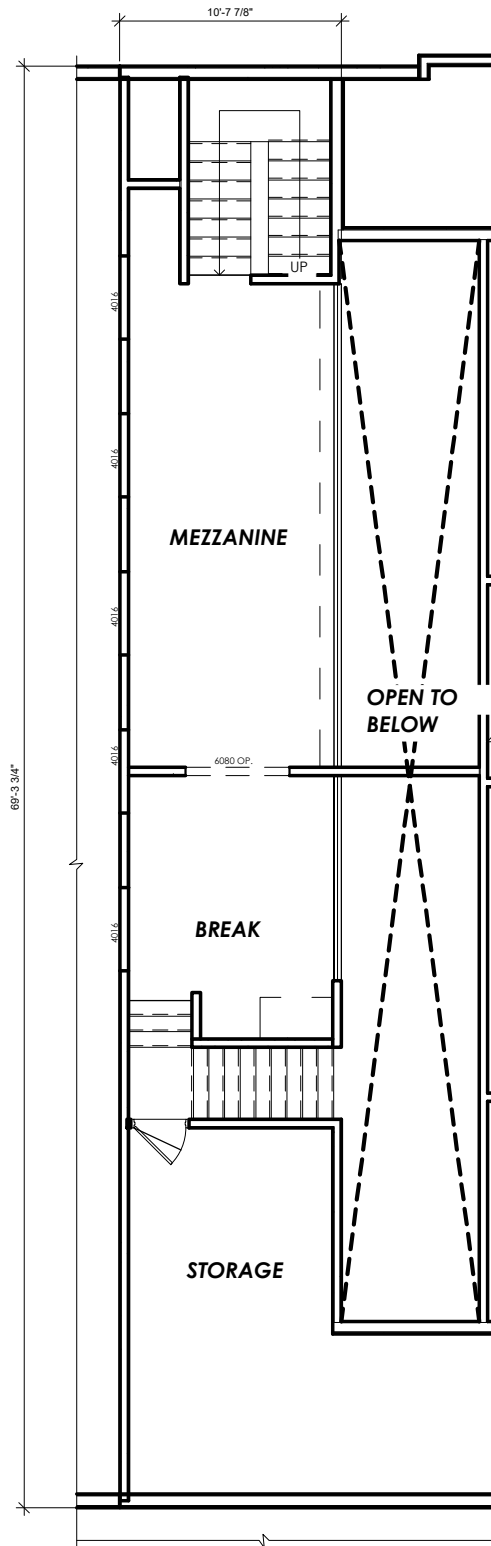 10'-7 7/8"
UP
4016
4016
MEZZANINE
4016
OPEN TO
BELOW
4016
6080 OP.
69'-3 3/4"
BREAK
4016
STORAGE